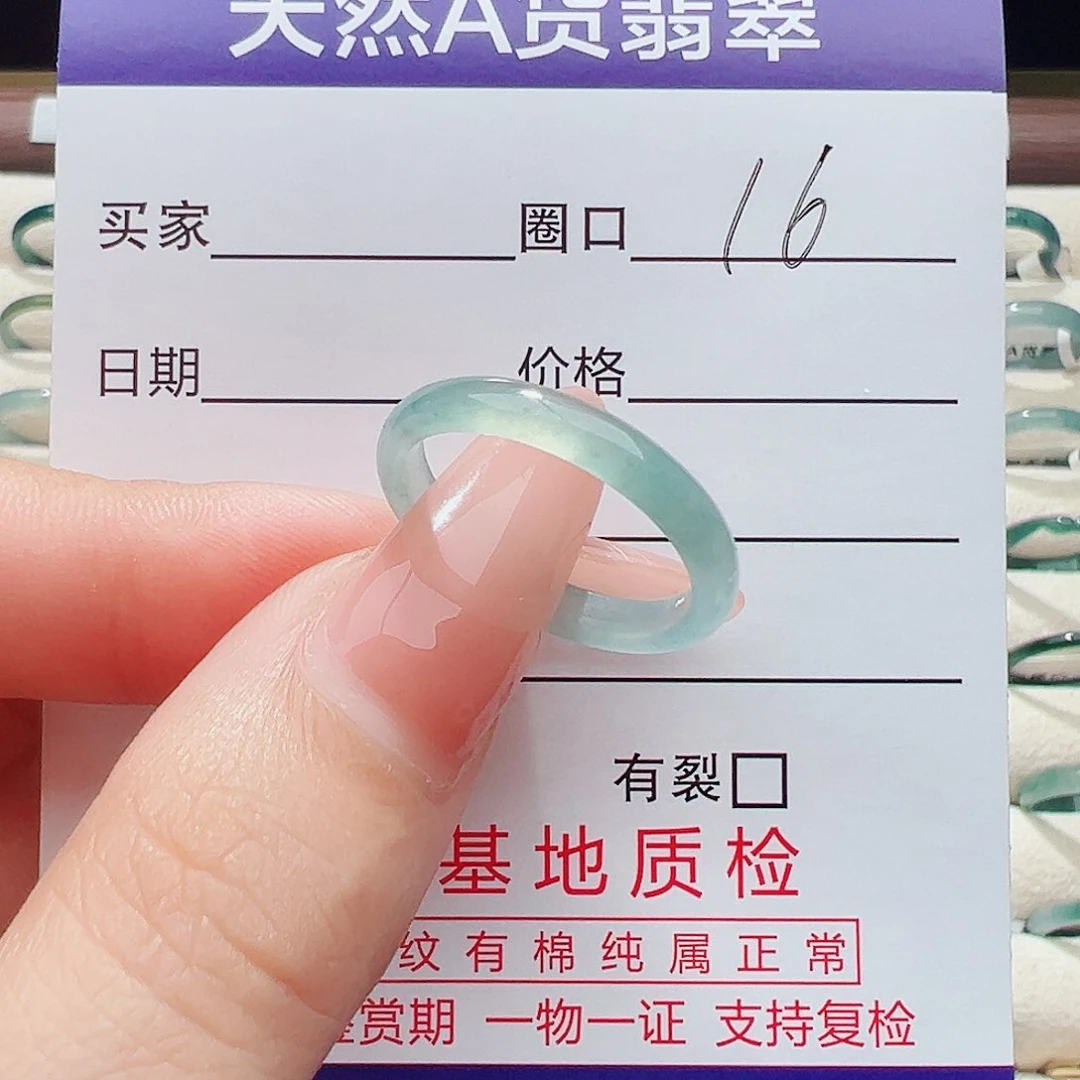 天然A货翡翠
买家 圈口 16
日期 价格
有裂
基地质检
纹有棉纯属正常
赏期 一物一证 支持复检